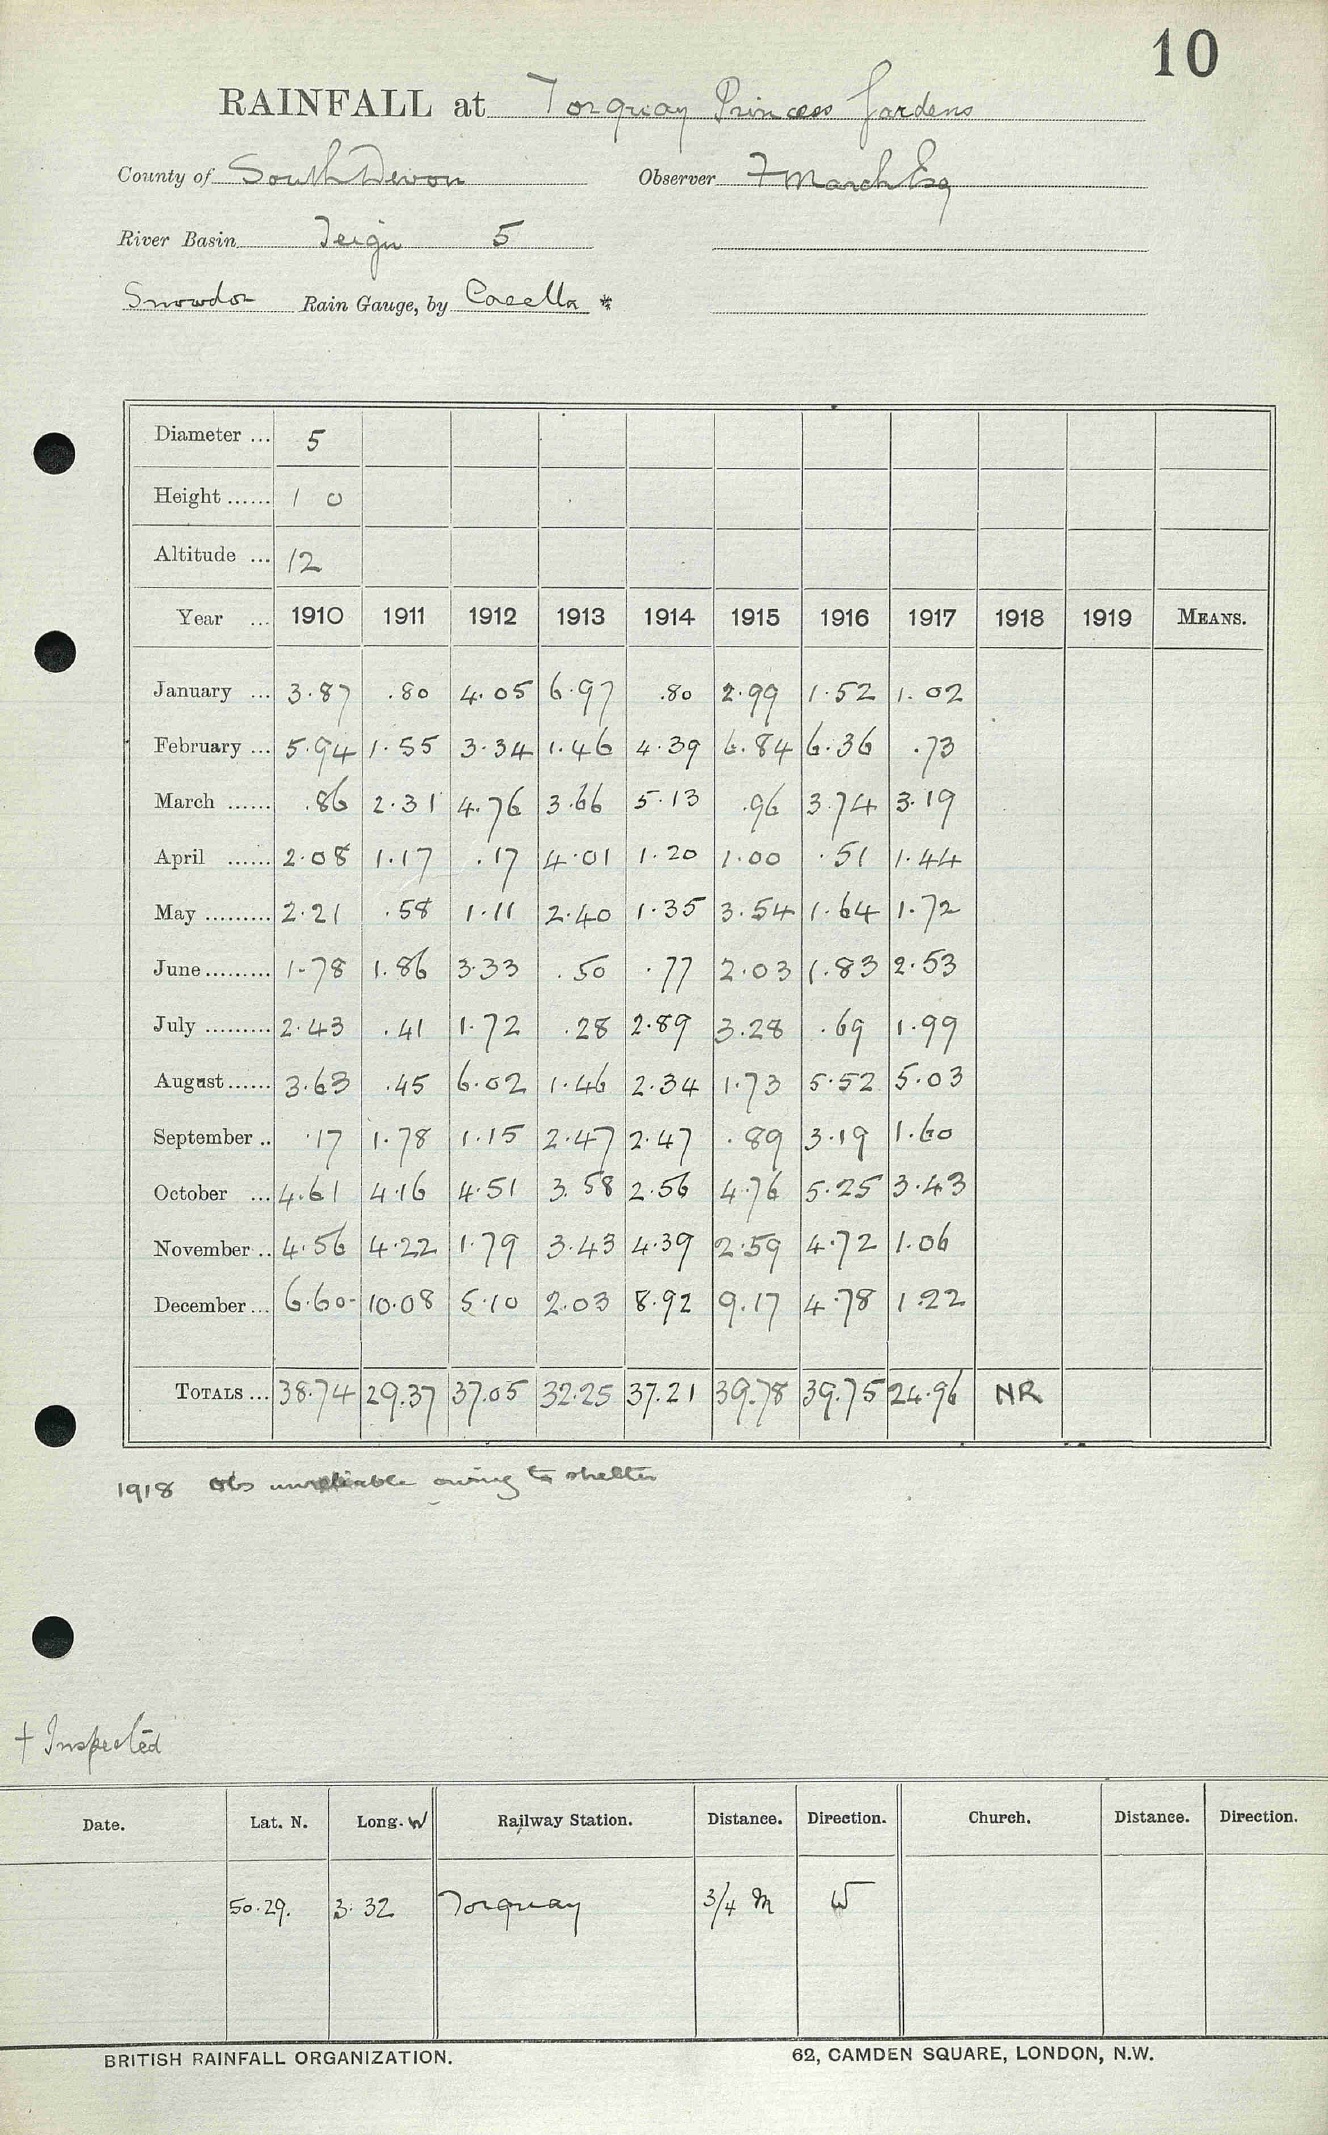 10
RAINFALL at Torquay Princess Gardens
County of South Devon Observer F March Esq
River Basin Teign 5
Snowdon Rain Gauge, by Casella *
Diameter ... 5
Height ...... 1 0
Altitude ... 12
Year ... 1910 1911 1912 1913 1914 1915 1916 1917 1918 1919 MEANS.
January ... 3.87 .80 4.05 6.97 .80 2.99 1.52 1.02
February ... 5.94 1.55 3.34 1.46 4.39 6.84 6.36 .73
March ...... .86 2.31 4.76 3.66 5.13 .96 3.74 3.19
April ...... 2.08 1.17 .17 4.01 1.20 1.00 .51 1.44
May ......... 2.21 .58 1.11 2.40 1.35 3.54 1.64 1.72
June ......... 1.78 1.86 3.33 .50 .77 2.03 1.83 2.53
July ......... 2.43 .41 1.72 .28 2.89 3.28 .69 1.99
August ...... 3.63 .45 6.02 1.46 2.34 1.73 5.52 5.03
September .. .17 1.78 1.15 2.47 2.47 .89 3.19 1.60
October ... 4.61 4.16 4.51 3.58 2.56 4.76 5.25 3.43
November .. 4.56 4.22 1.79 3.43 4.39 2.59 4.72 1.06
December ... 6.60 10.08 5.10 2.03 8.92 9.17 4.78 1.22
TOTALS ... 38.74 29.37 37.05 32.25 37.21 39.78 39.75 24.96 NR
1918 Obs unreliable owing to shelter
† Inspected
Date. Lat. N. Long. W Railway Station. Distance. Direction. Church. Distance. Direction.
50.29. 3.32 Torquay 3/4 m W
BRITISH RAINFALL ORGANIZATION. 62, CAMDEN SQUARE, LONDON, N.W.